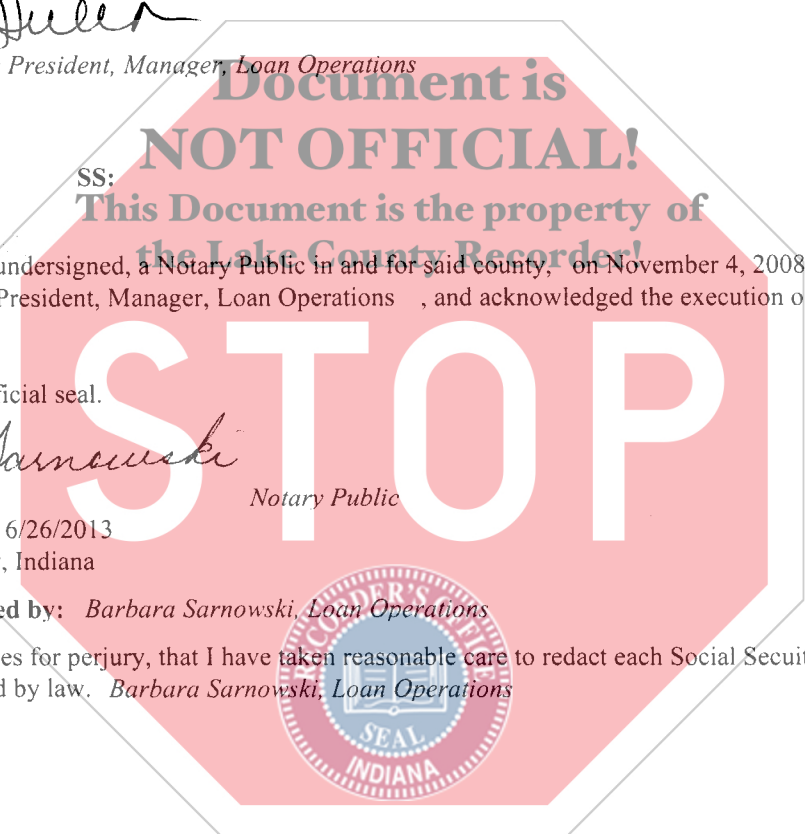 Huler
President, Manager, Loan Operations
Document is
NOT OFFICIAL!
SS:
This Document is the property of
the Lake County Recorder!
undersigned, a Notary Public in and for said county, on November 4, 2008
President, Manager, Loan Operations , and acknowledged the execution o
STOP
ficial seal.
Sarnowski
Notary Public
6/26/2013
, Indiana
ed by: Barbara Sarnowski, Loan Operations
es for perjury, that I have taken reasonable care to redact each Social Secuit
d by law. Barbara Sarnowski, Loan Operations
RECORDER'S OFFICE
SEAL
INDIANA